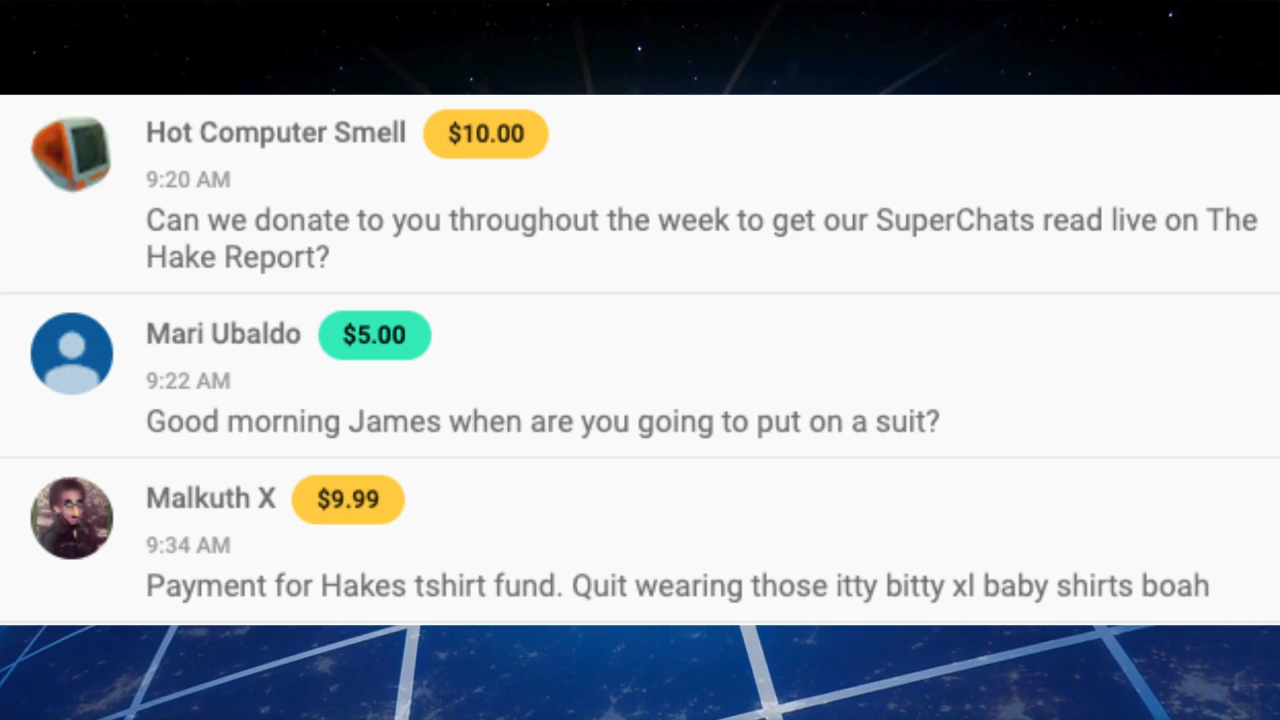 Hot Computer Smell $10.00
9:20 AM
Can we donate to you throughout the week to get our SuperChats read live on The
Hake Report?
Mari Ubaldo $5.00
9:22 AM
Good morning James when are you going to put on a suit?
Malkuth X $9.99
9:34 AM
Payment for Hakes tshirt fund. Quit wearing those itty bitty xl baby shirts boah